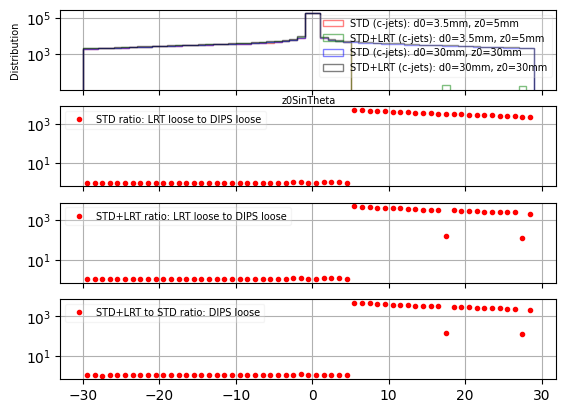 10⁵
10³
Distribution
STD (c-jets): d0=3.5mm, z0=5mm
STD+LRT (c-jets): d0=3.5mm, z0=5mm
STD (c-jets): d0=30mm, z0=30mm
STD+LRT (c-jets): d0=30mm, z0=30mm
z0SinTheta
10³
10¹
STD ratio: LRT loose to DIPS loose
10³
10¹
STD+LRT ratio: LRT loose to DIPS loose
10³
10¹
STD+LRT to STD ratio: DIPS loose
−30 −20 −10 0 10 20 30